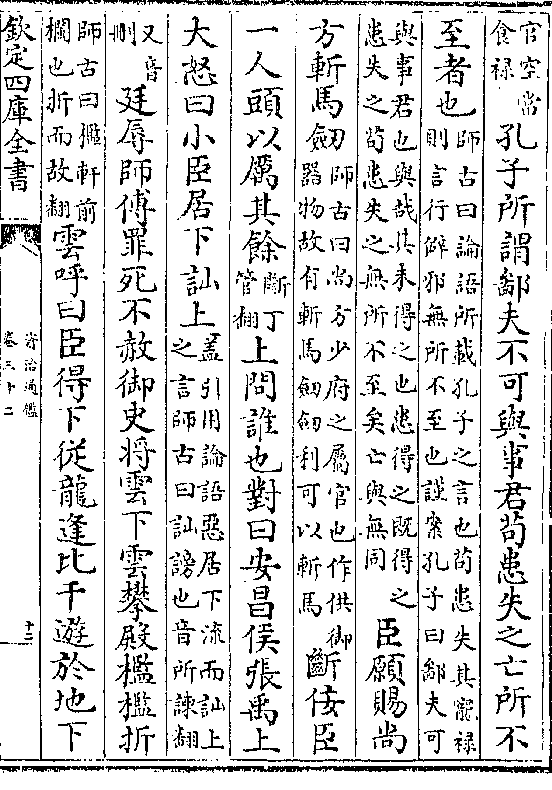 官空當食禄孔子所謂鄙夫不可與事君苟患失之亡所不
至者也師古曰論語所載孔子之言也苟患失其寵禄則言行僻邪無所不至也謹案孔子曰鄙夫可
與事君也與哉其未得之也患得之既得之患失之苟患失之無所不至矣亡與無同臣願賜尚
方斬馬劒師古曰尚方少府之屬官也作供御器物故有斬馬劒劒利可以斬馬斷佞臣
一人頭以厲其餘斷丁管翻上問誰也對曰安昌侯張禹上
大怒曰小臣居下訕上蓋引用論語惡居下流而訕上之言師古曰訕謗也音所諫翻
又音刪廷辱師傅罪死不赦御史將雲下雲攀殿檻檻折
師古曰檻軒前欄也折而故翻雲呼曰臣得下從龍逢比干遊於地下
欽定四庫全書
資治通鑑
卷三十二
十二